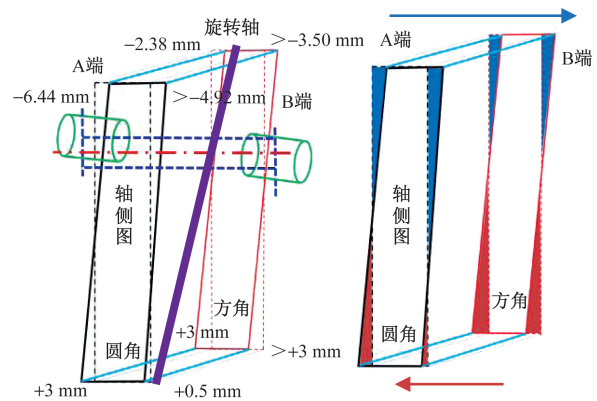 旋转轴
−2.38 mm
>−3.50 mm
A端
−6.44 mm
>−4.92 mm
B端
轴
侧
图
方角
+3 mm
圆角
>+3 mm
+3 mm
+0.5 mm
A端
B端
轴
侧
图
方角
圆角